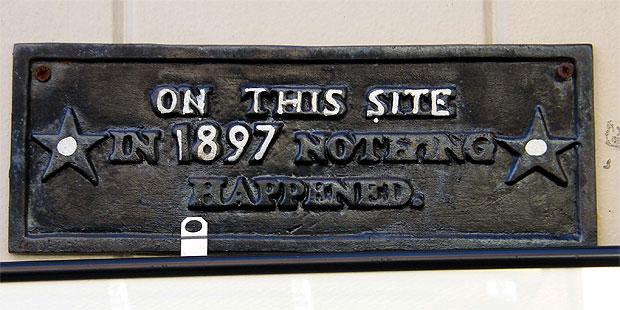 ON THIS SITE
IN 1897 NOTHING
HAPPENED.